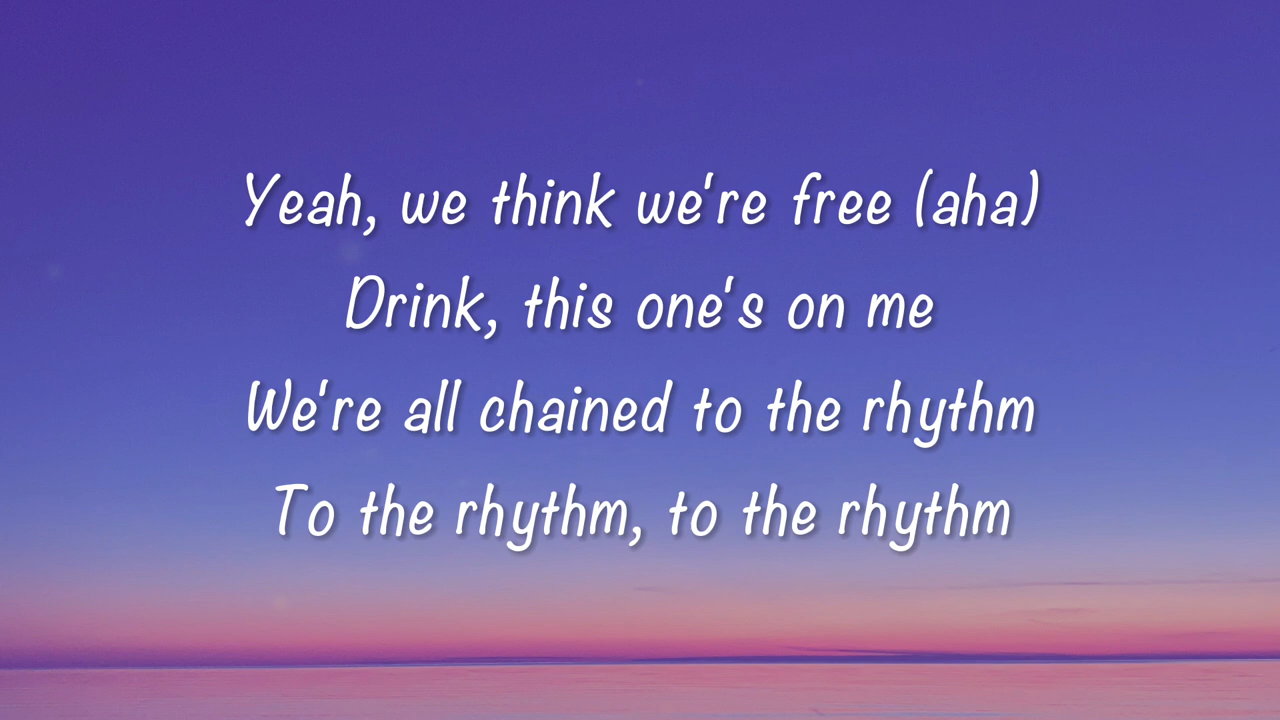 Yeah, we think we're free (aha)
Drink, this one's on me
We're all chained to the rhythm
To the rhythm, to the rhythm